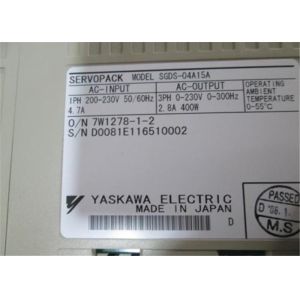 SERVOPACK MODEL SGDS-04A15A
AC-INPUT AC-OUTPUT OPERATING AMBIENT TEMPERATURE 0-55°C
1PH 200-230V 50/60Hz 3PH 0-230V 0-300Hz
4.7A 2.8A 400W
O/N 7W1278-1-2
S/N D0081E116510002
YASKAWA ELECTRIC
MADE IN JAPAN D
PASSED
M.S